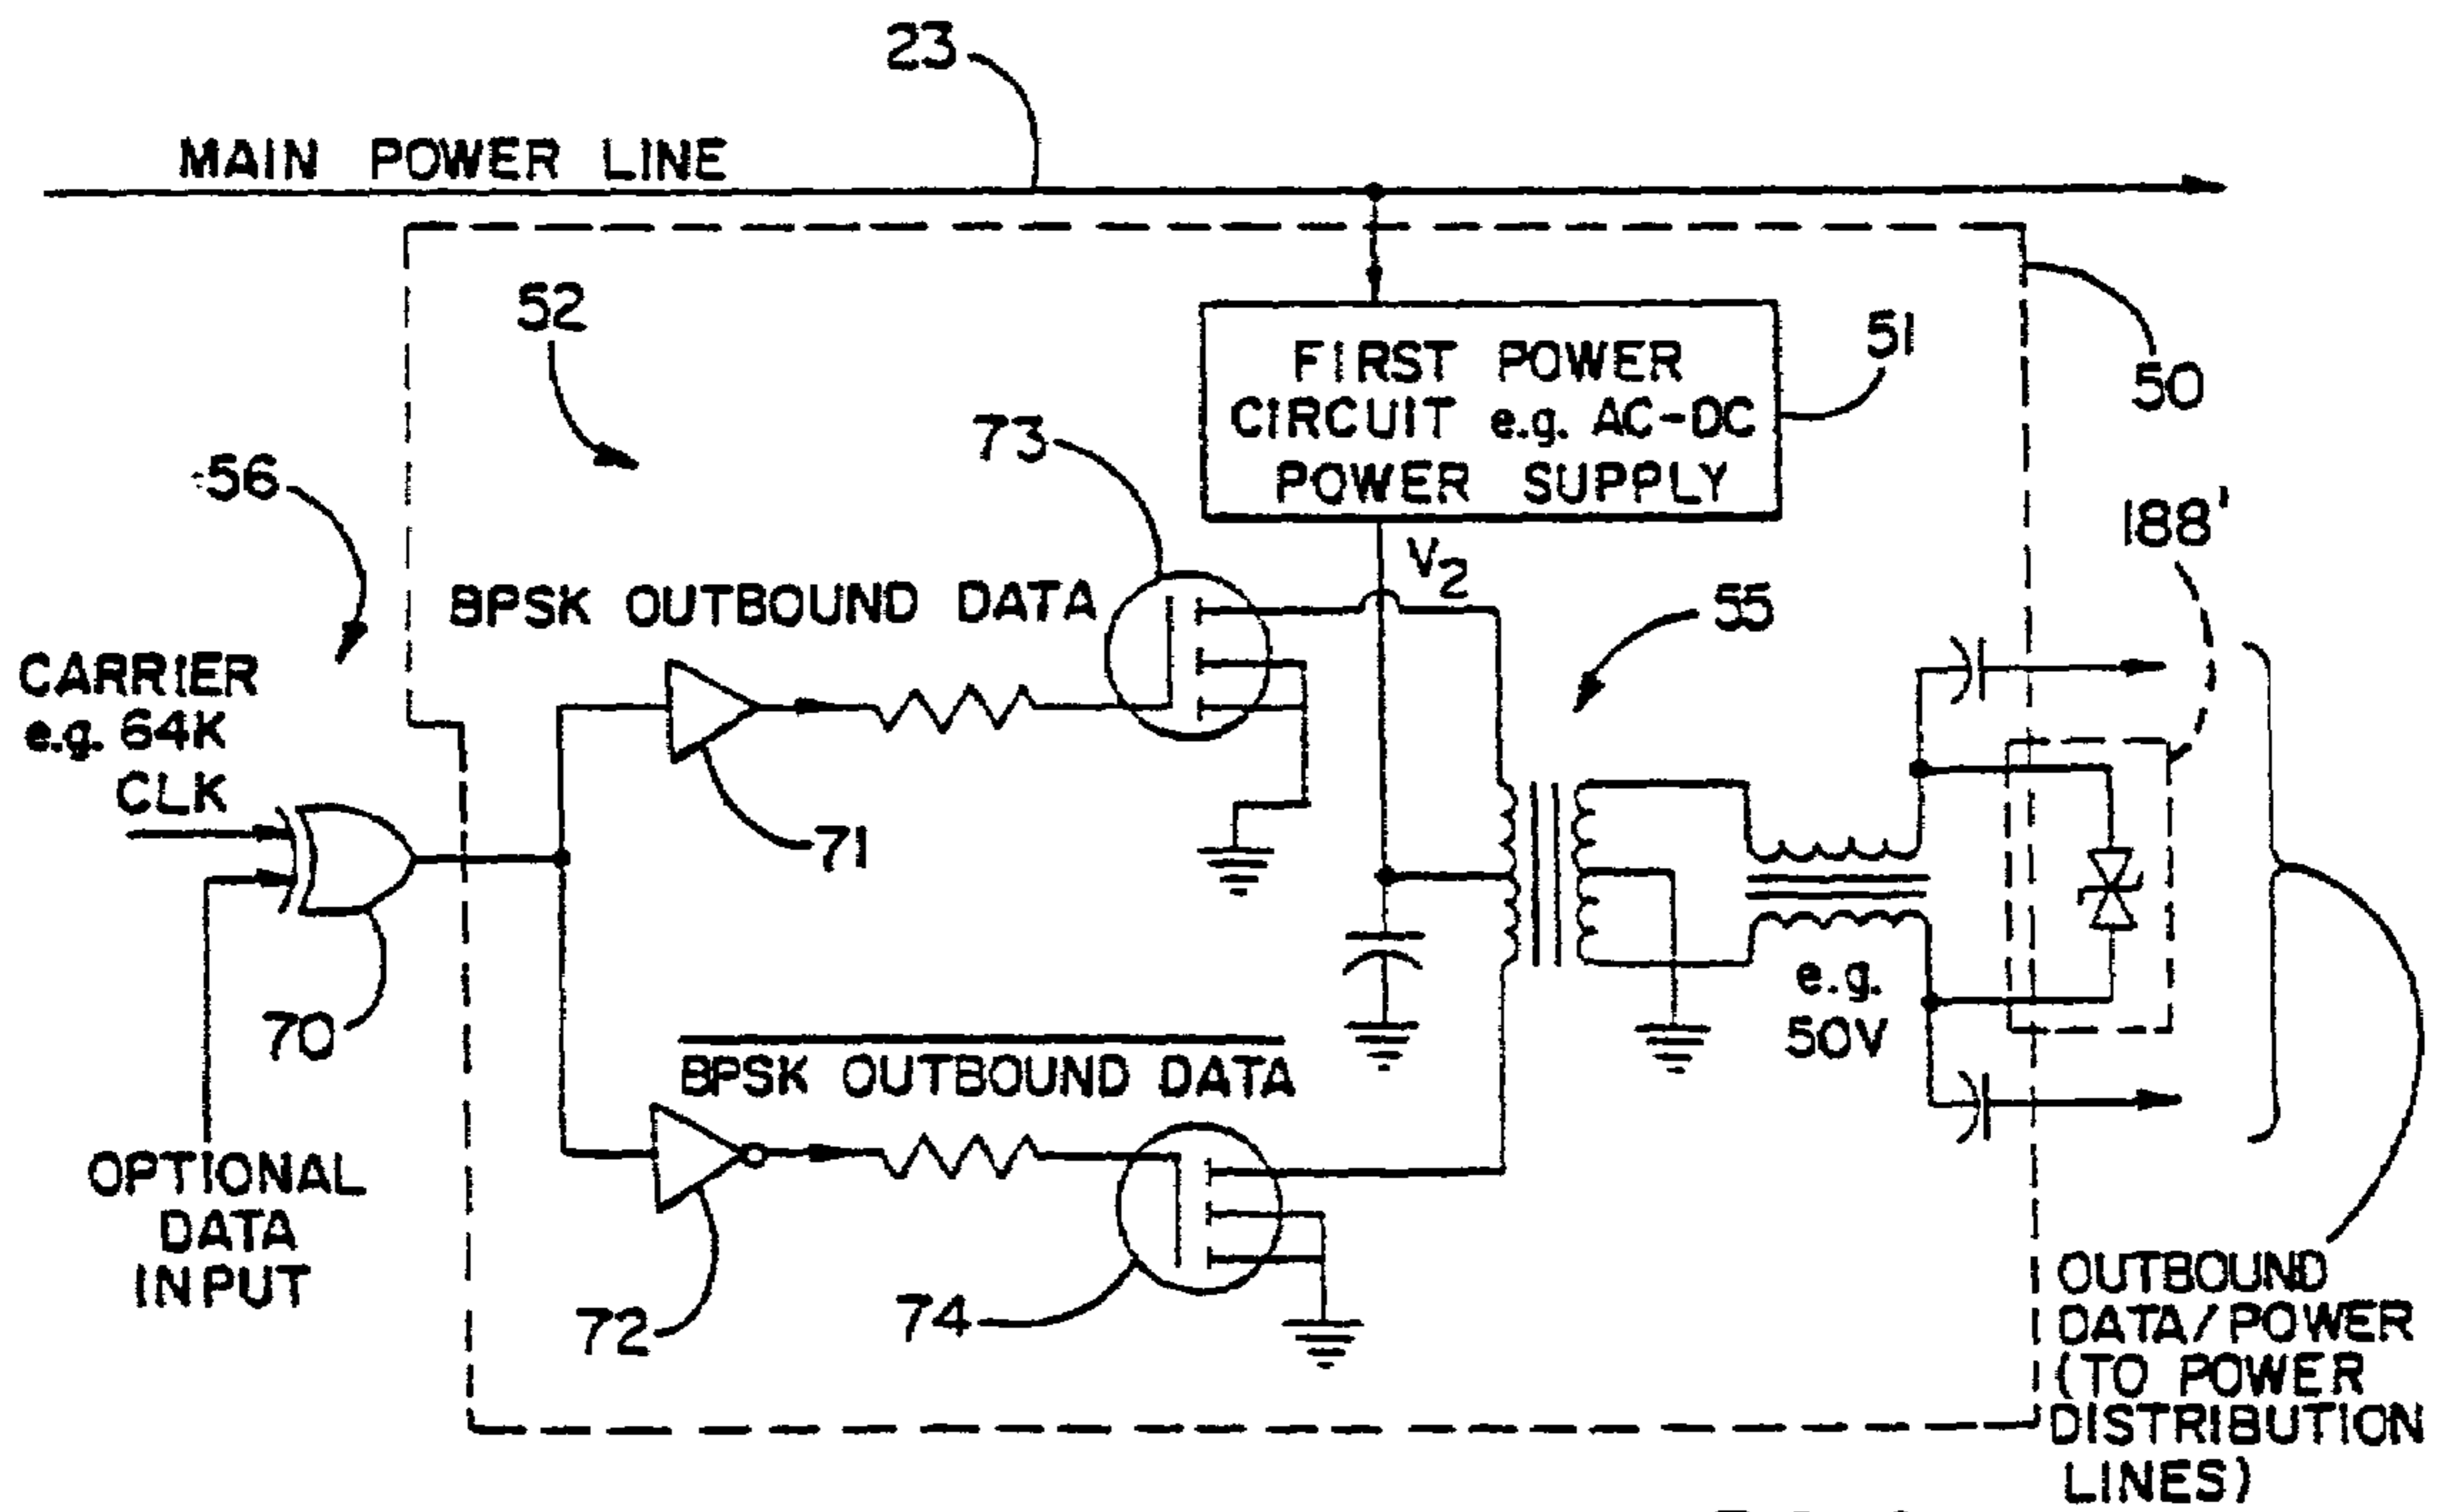 23
MAIN POWER LINE
52
FIRST POWER
CIRCUIT e.g. AC-DC
POWER SUPPLY
51
50
73
56
188'
V2
BPSK OUTBOUND DATA
55
CARRIER
e.g. 64K
CLK
71
70
e.g.
50V
BPSK OUTBOUND DATA
OPTIONAL
DATA
INPUT
72
74
OUTBOUND
DATA/POWER
(TO POWER
DISTRIBUTION
LINES)